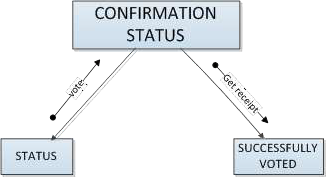 CONFIRMATION
STATUS
vote
Get receipt
STATUS
SUCCESSFULLY
VOTED